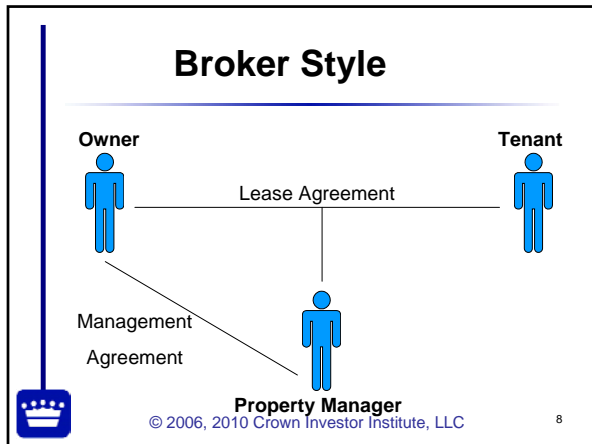 Broker Style
Owner
Tenant
Lease Agreement
Management
Agreement
Property Manager
© 2006, 2010 Crown Investor Institute, LLC
8